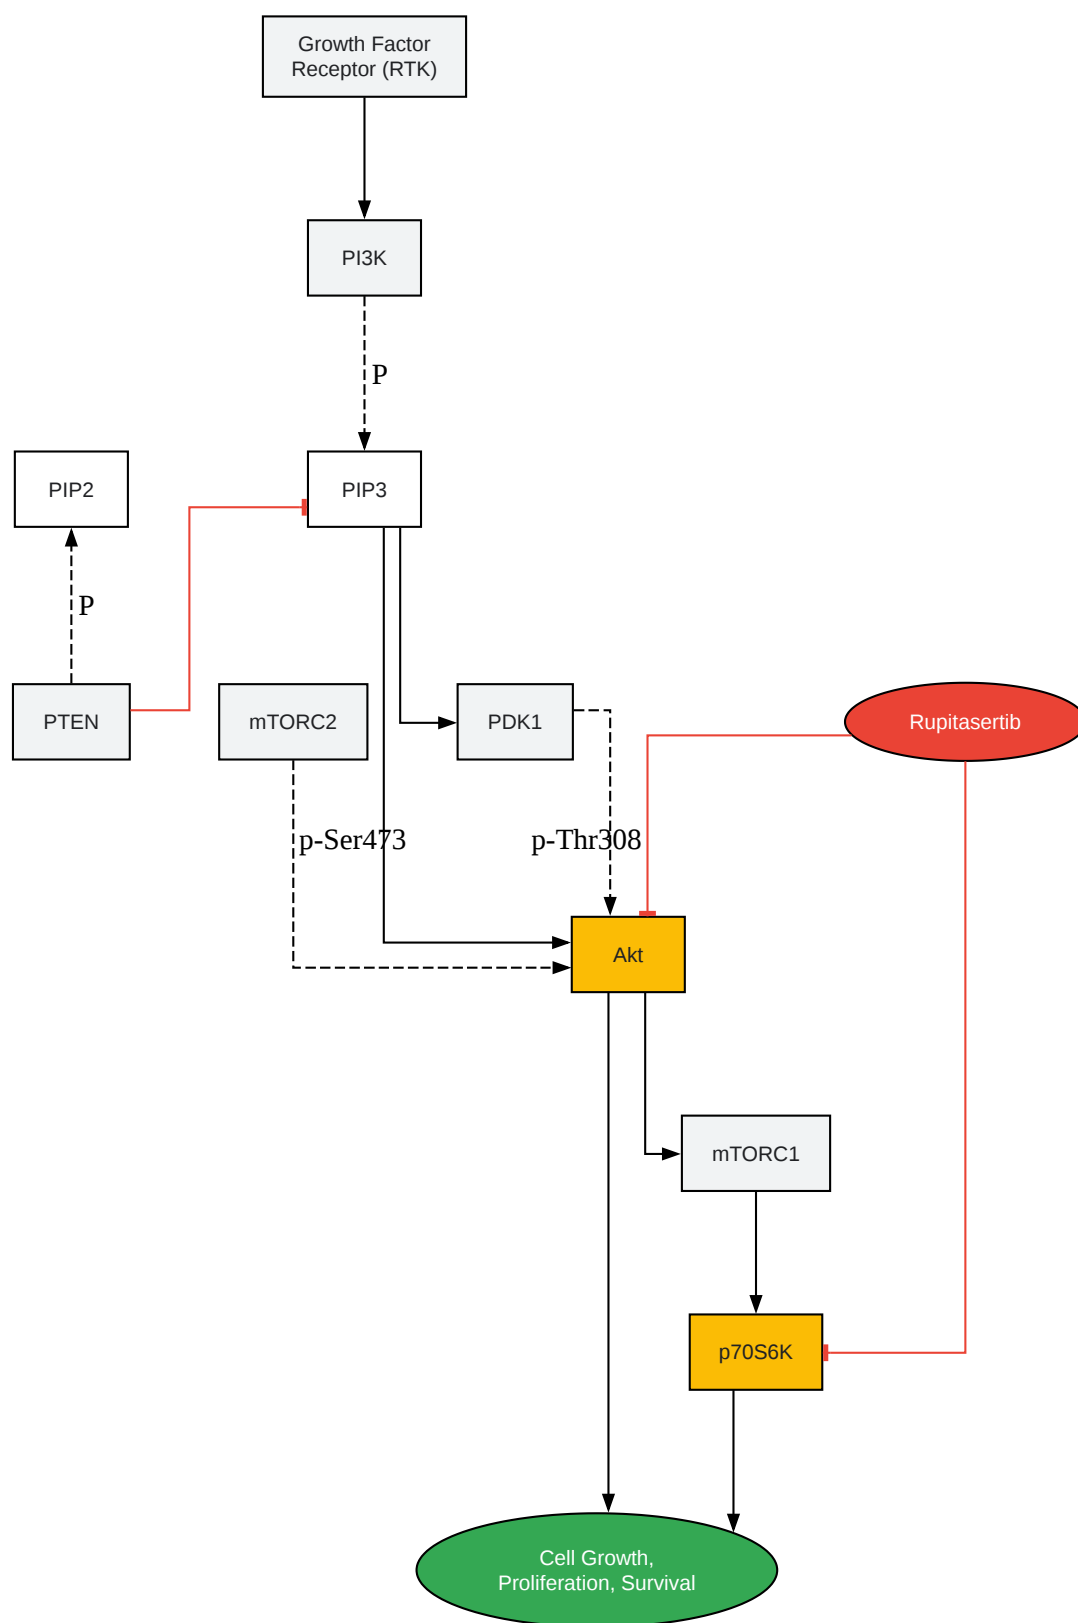 Growth Factor
Receptor (RTK)
PI3K
P
PIP2
PIP3
P
PTEN
mTORC2
PDK1
Rupitasertib
p-Ser473
p-Thr308
Akt
mTORC1
p70S6K
Cell Growth,
Proliferation, Survival